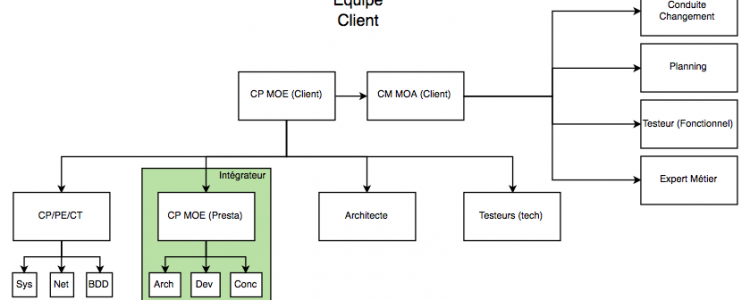 Equipe
Client
Conduite
Changement
Planning
CP MOE (Client)
CM MOA (Client)
Testeur (Fonctionnel)
Intégrateur
Expert Métier
CP/PE/CT
CP MOE (Presta)
Architecte
Testeurs (tech)
Sys
Net
BDD
Arch
Dev
Conc